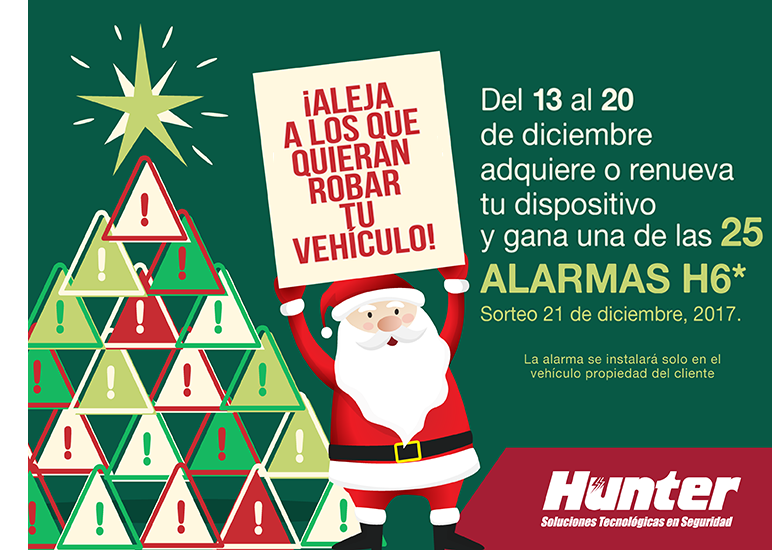 ¡ALEJA
A LOS QUE
QUIERAN
ROBAR
TU
VEHÍCULO!
Del 13 al 20
de diciembre
adquiere o renueva
tu dispositivo
y gana una de las 25
ALARMAS H6*
Sorteo 21 de diciembre, 2017.
La alarma se instalará solo en el
vehículo propiedad del cliente
Hunter
Soluciones Tecnológicas en Seguridad